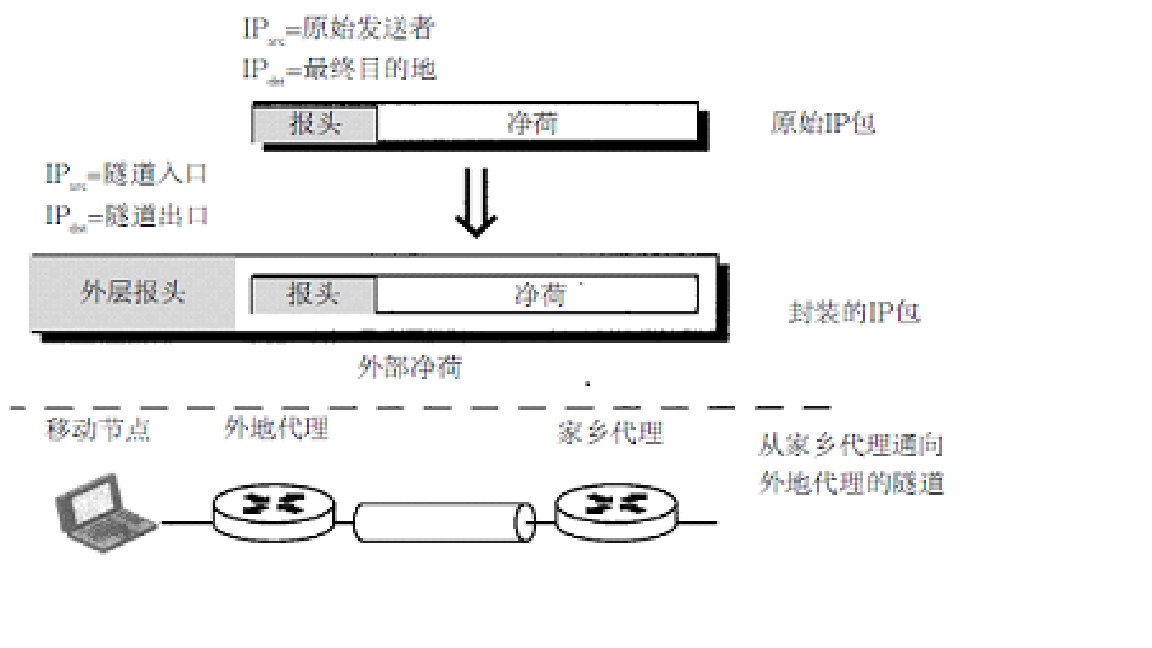 IPsrc=原始发送者
IPdst=最终目的地
报头 净荷 原始IP包
IPsrc=隧道入口
IPdst=隧道出口
外层报头 报头 净荷 封装的IP包
外部净荷
移动节点 外地代理 家乡代理
从家乡代理通向
外地代理的隧道